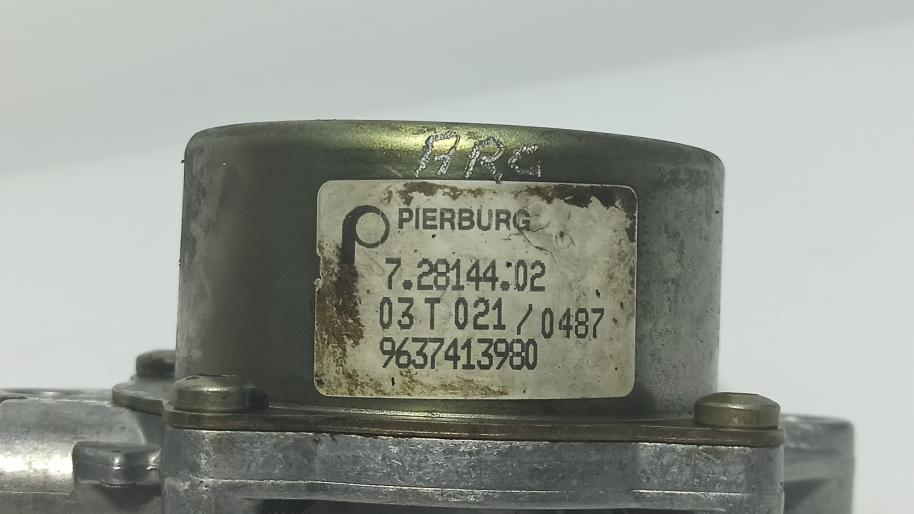 ARG
PIERBURG
7.28144.02
03 T 021 / 0487
9637413980